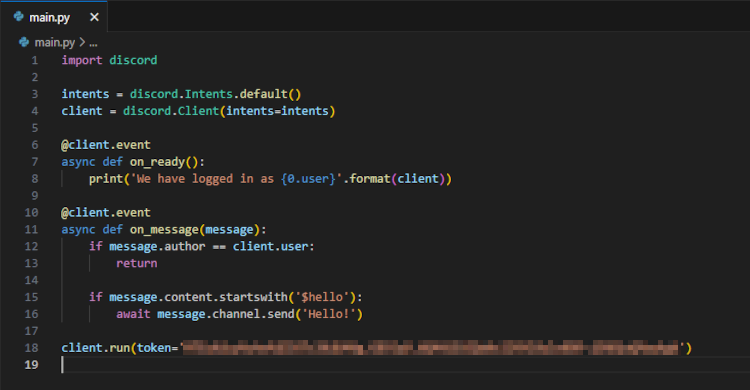 main.py
main.py > ...
1 import discord
2
3 intents = discord.Intents.default()
4 client = discord.Client(intents=intents)
5
6 @client.event
7 async def on_ready():
8     print('We have logged in as {0.user}'.format(client))
9
10 @client.event
11 async def on_message(message):
12     if message.author == client.user:
13         return
14
15     if message.content.startswith('$hello'):
16         await message.channel.send('Hello!')
17
18 client.run(token='')
19